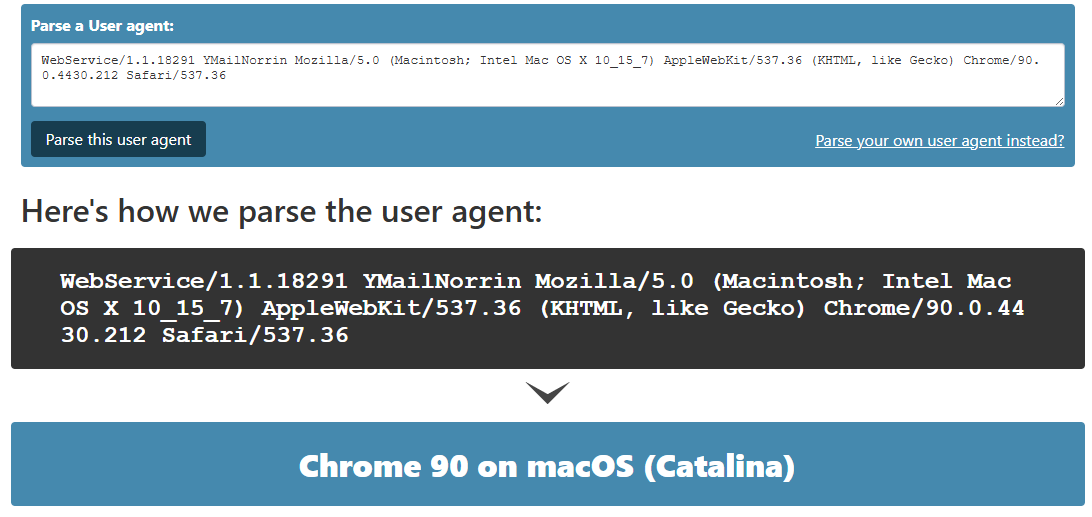 Parse a User agent:
WebService/1.1.18291 YMailNorrin Mozilla/5.0 (Macintosh; Intel Mac OS X 10_15_7) AppleWebKit/537.36 (KHTML, like Gecko) Chrome/90.
0.4430.212 Safari/537.36
Parse this user agent
Parse your own user agent instead?
Here's how we parse the user agent:
WebService/1.1.18291 YMailNorrin Mozilla/5.0 (Macintosh; Intel Mac
OS X 10_15_7) AppleWebKit/537.36 (KHTML, like Gecko) Chrome/90.0.44
30.212 Safari/537.36
Chrome 90 on macOS (Catalina)